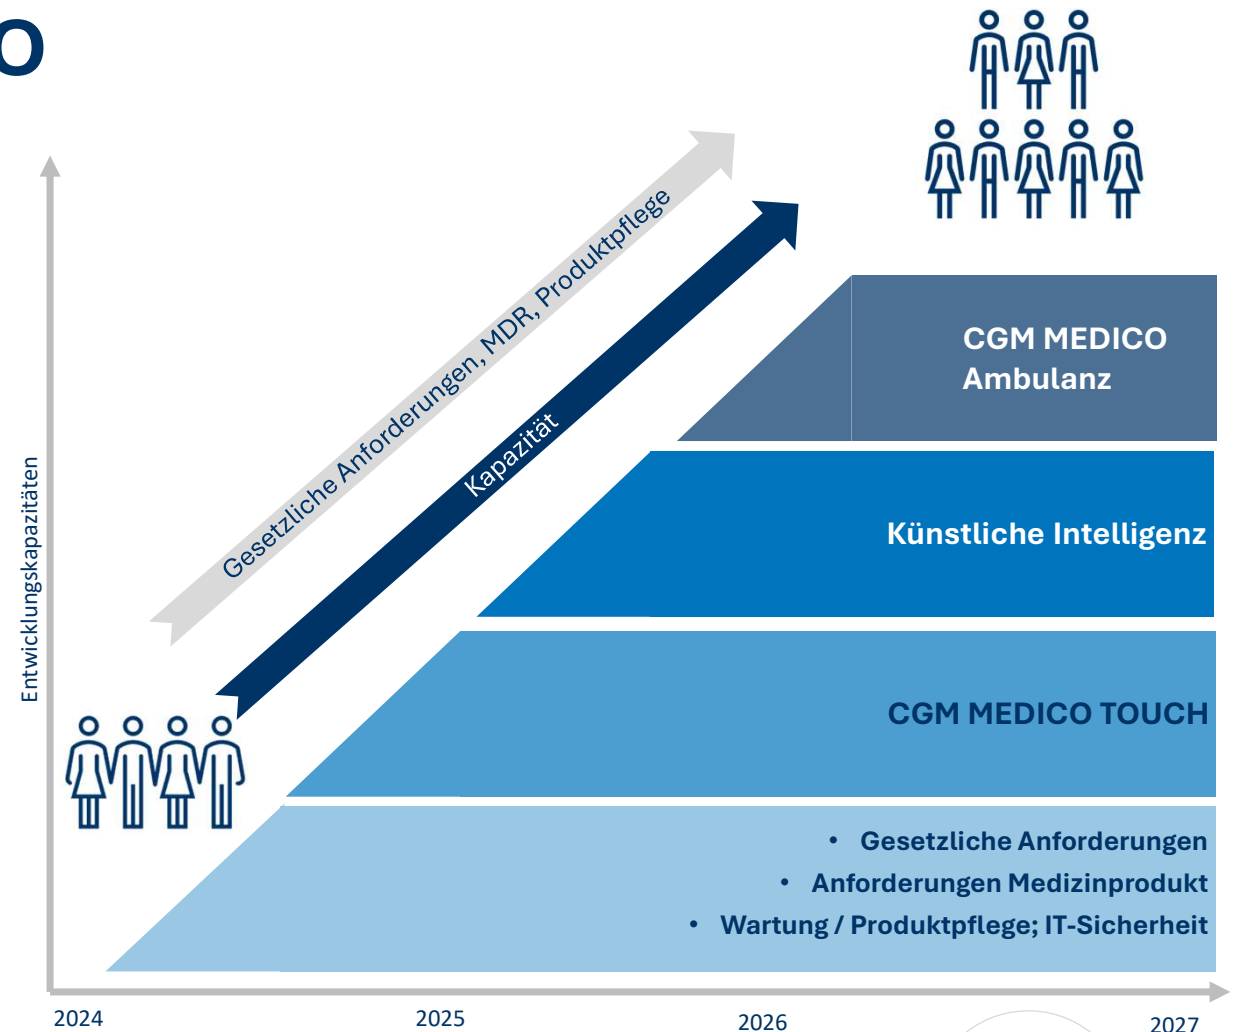 O
Gesetzliche Anforderungen, MDR, Produktpflege
Kapazität
Entwicklungskapazitäten
CGM MEDICO
Ambulanz
Künstliche Intelligenz
CGM MEDICO TOUCH
• Gesetzliche Anforderungen
• Anforderungen Medizinprodukt
• Wartung / Produktpflege; IT-Sicherheit
2024
2025
2026
2027